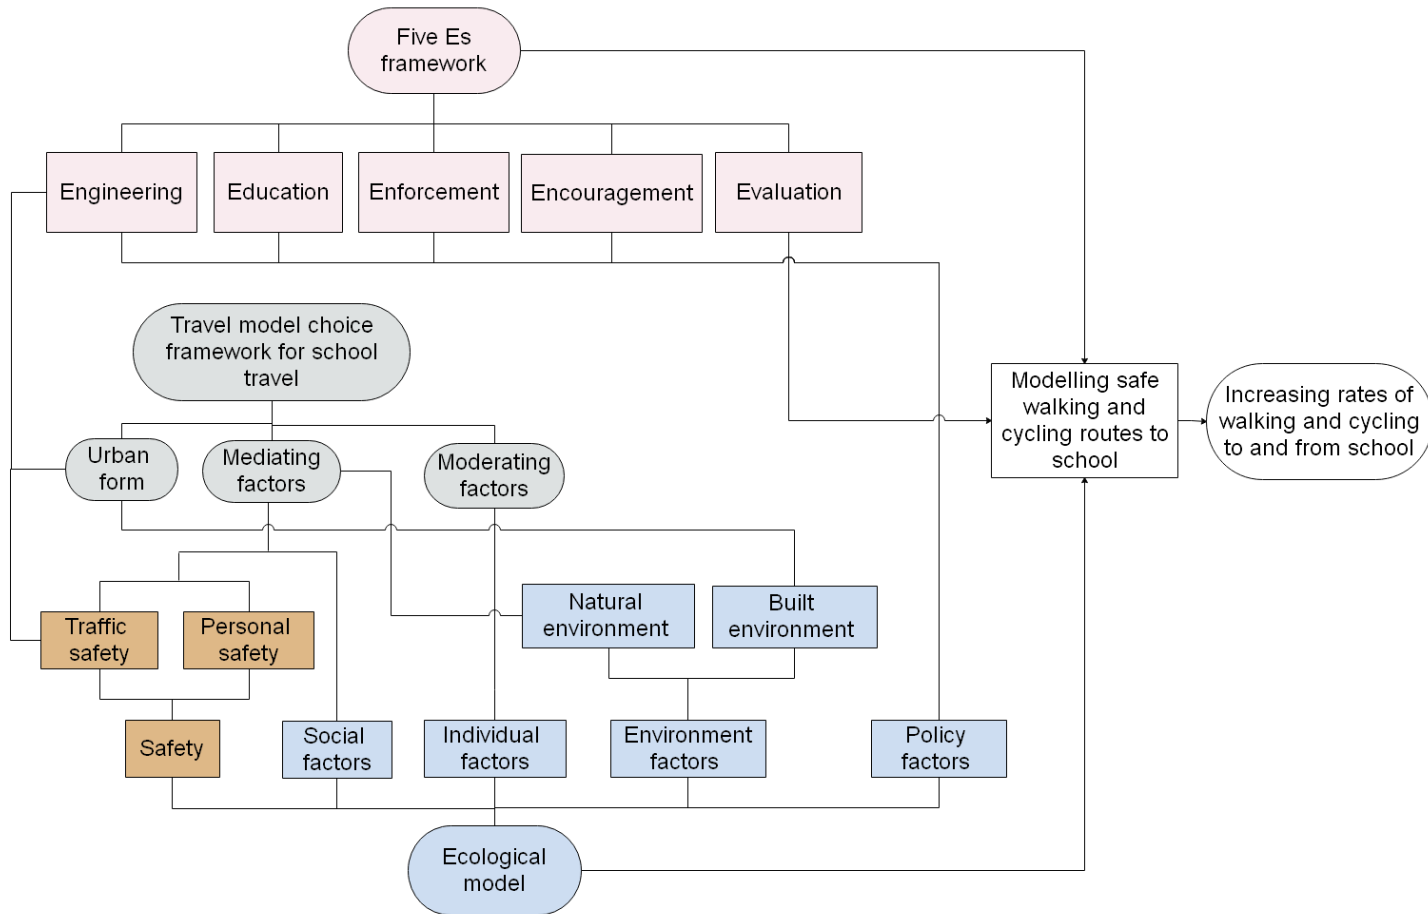 Five Es
framework
Engineering
Education
Enforcement
Encouragement
Evaluation
Travel model choice
framework for school
travel
Modelling safe
walking and
cycling routes to
school
Increasing rates of
walking and cycling
to and from school
Urban
form
Mediating
factors
Moderating
factors
Natural
environment
Built
environment
Traffic
safety
Personal
safety
Safety
Social
factors
Individual
factors
Environment
factors
Policy
factors
Ecological
model